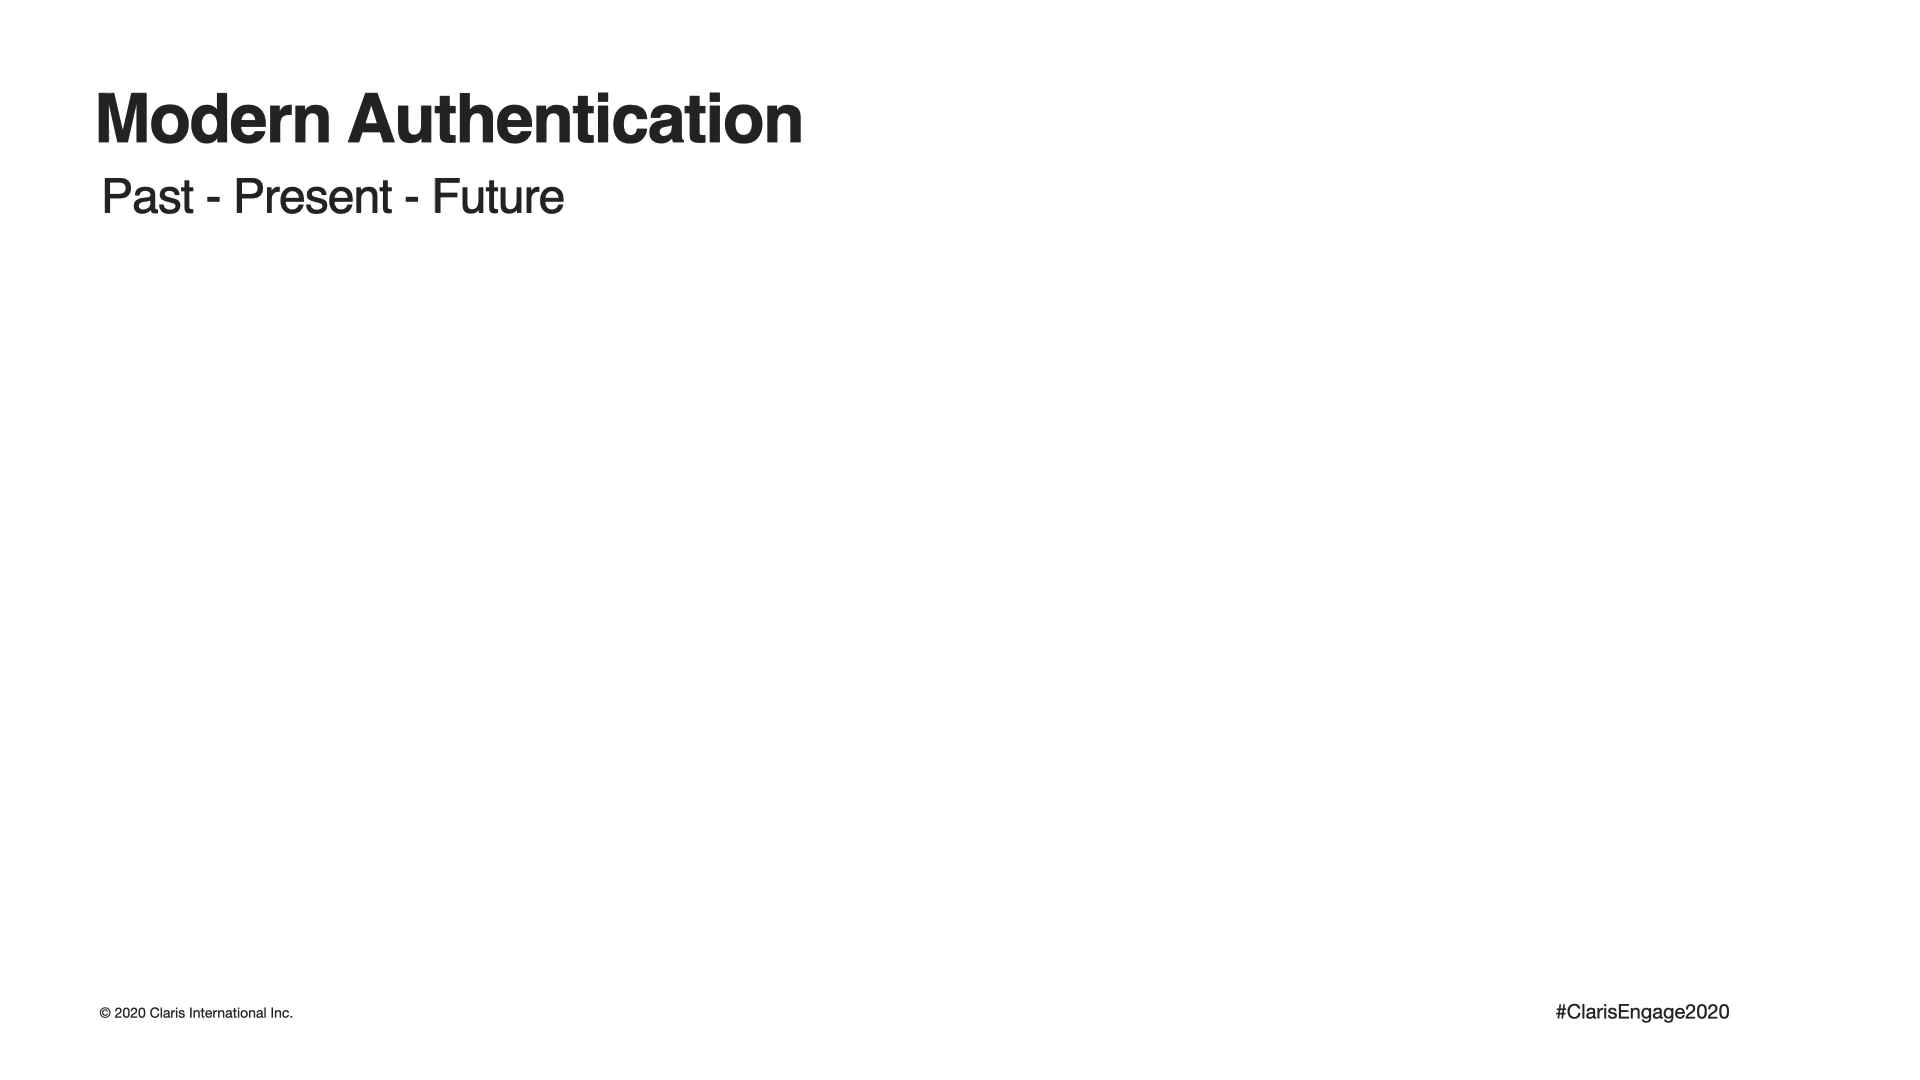 Modern Authentication
Past - Present - Future
© 2020 Claris International Inc.
#ClarisEngage2020